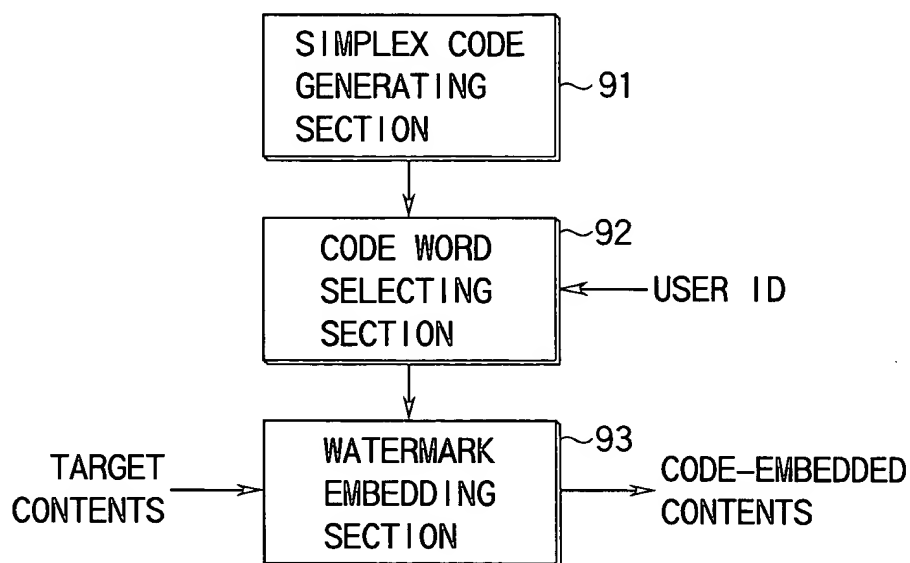 SIMPLEX CODE
GENERATING
SECTION
91
CODE WORD
SELECTING
SECTION
92
USER ID
TARGET
CONTENTS
WATERMARK
EMBEDDING
SECTION
93
CODE-EMBEDDED
CONTENTS